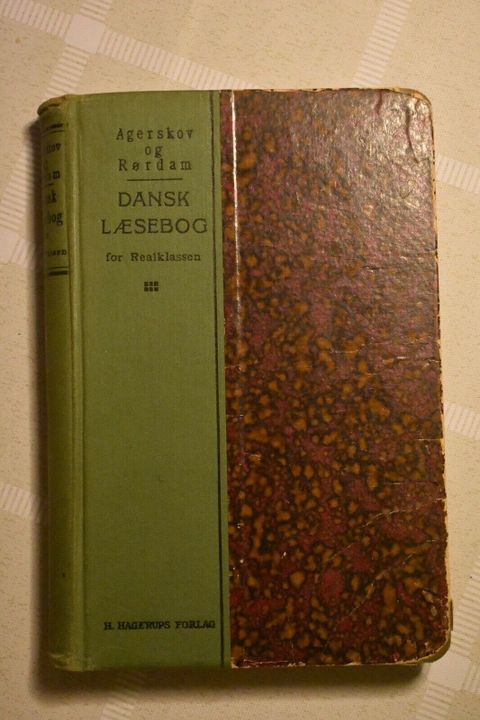 Agerskov
og
Rørdam
DANSK
LÆSEBOG
for Realklassen
H. HAGERUPS FORLAG